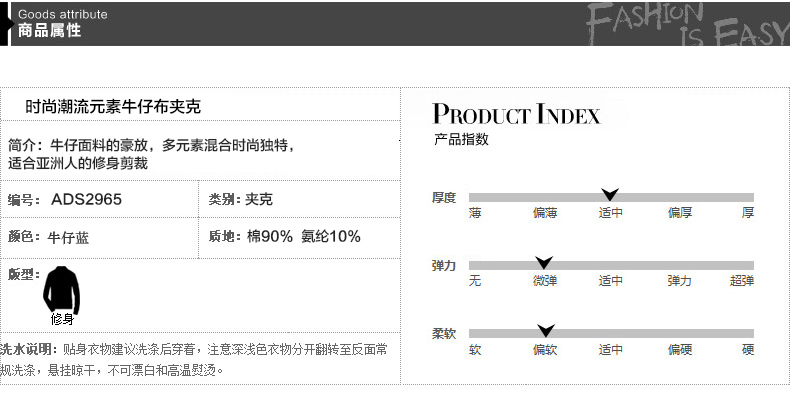 Goods attribute
商品属性
FASHION
IS EASY
时尚潮流元素牛仔布夹克
简介：牛仔面料的豪放，多元素混合时尚独特，
适合亚洲人的修身剪裁
编号： ADS2965
类别：夹克
颜色：牛仔蓝
质地：棉90% 氨纶10%
版型：
修身
洗水说明：贴身衣物建议洗涤后穿着，注意深浅色衣物分开翻转至反面常
规洗涤，悬挂晾干，不可漂白和高温熨烫。
PRODUCT INDEX
产品指数
厚度
薄 偏薄 适中 偏厚 厚
弹力
无 微弹 适中 弹力 超弹
柔软
软 偏软 适中 偏硬 硬